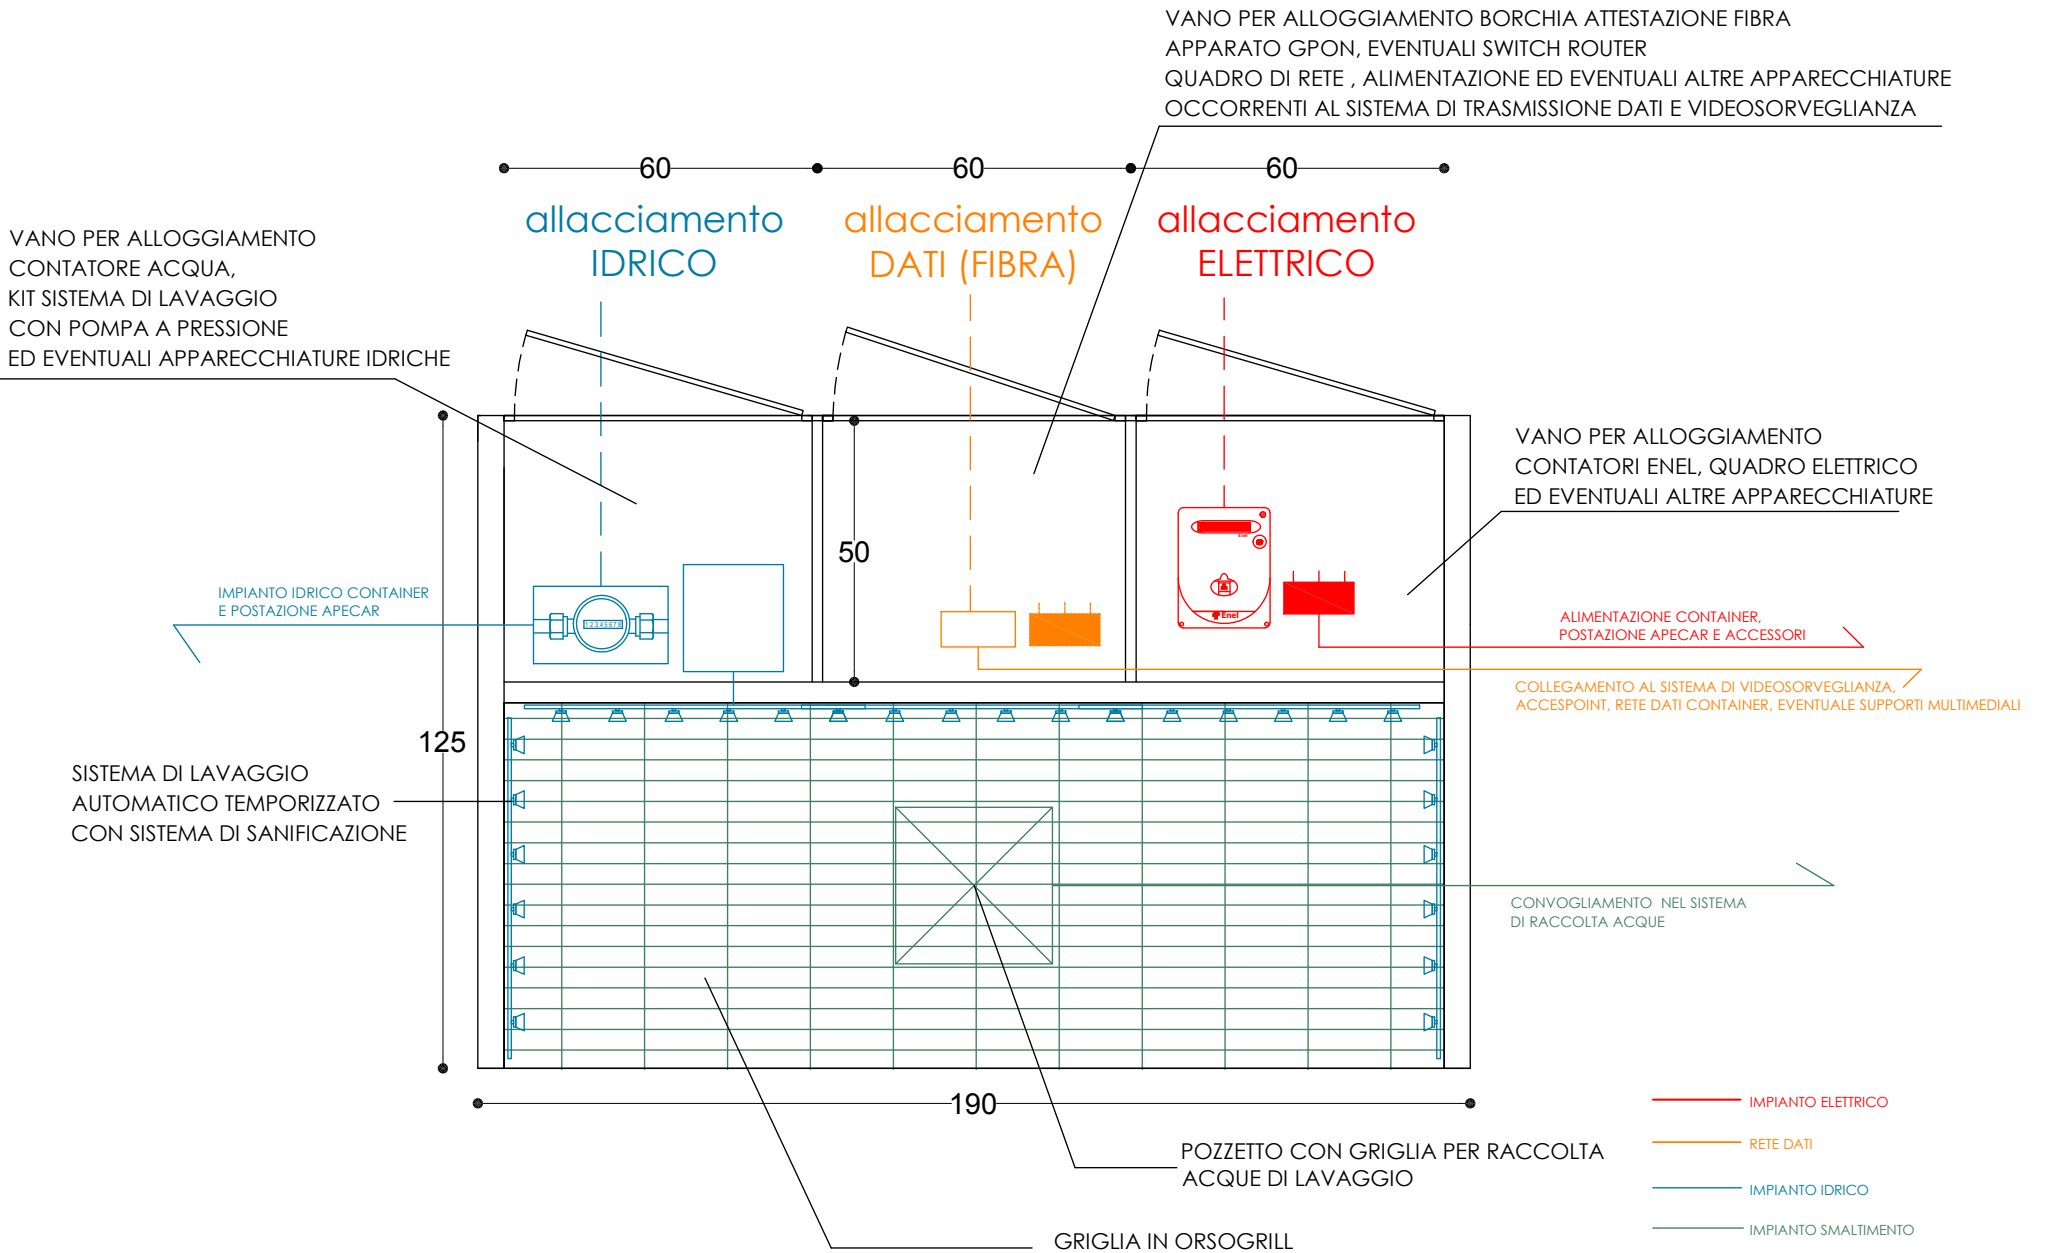 VANO PER ALLOGGIAMENTO BORCHIA ATTESTAZIONE FIBRA
APPARATO GPON, EVENTUALI SWITCH ROUTER
QUADRO DI RETE , ALIMENTAZIONE ED EVENTUALI ALTRE APPARECCHIATURE
OCCORRENTI AL SISTEMA DI TRASMISSIONE DATI E VIDEOSORVEGLIANZA
60
60
60
allacciamento
IDRICO
allacciamento
DATI (FIBRA)
allacciamento
ELETTRICO
VANO PER ALLOGGIAMENTO
CONTATORE ACQUA,
KIT SISTEMA DI LAVAGGIO
CON POMPA A PRESSIONE
ED EVENTUALI APPARECCHIATURE IDRICHE
VANO PER ALLOGGIAMENTO
CONTATORI ENEL, QUADRO ELETTRICO
ED EVENTUALI ALTRE APPARECCHIATURE
Enel
50
IMPIANTO IDRICO CONTAINER
E POSTAZIONE APECAR
12345678
Enel
ALIMENTAZIONE CONTAINER,
POSTAZIONE APECAR E ACCESSORI
COLLEGAMENTO AL SISTEMA DI VIDEOSORVEGLIANZA,
ACCESPOINT, RETE DATI CONTAINER, EVENTUALE SUPPORTI MULTIMEDIALI
125
SISTEMA DI LAVAGGIO
AUTOMATICO TEMPORIZZATO
CON SISTEMA DI SANIFICAZIONE
CONVOGLIAMENTO NEL SISTEMA
DI RACCOLTA ACQUE
190
POZZETTO CON GRIGLIA PER RACCOLTA
ACQUE DI LAVAGGIO
GRIGLIA IN ORSOGRILL
IMPIANTO ELETTRICO
RETE DATI
IMPIANTO IDRICO
IMPIANTO SMALTIMENTO